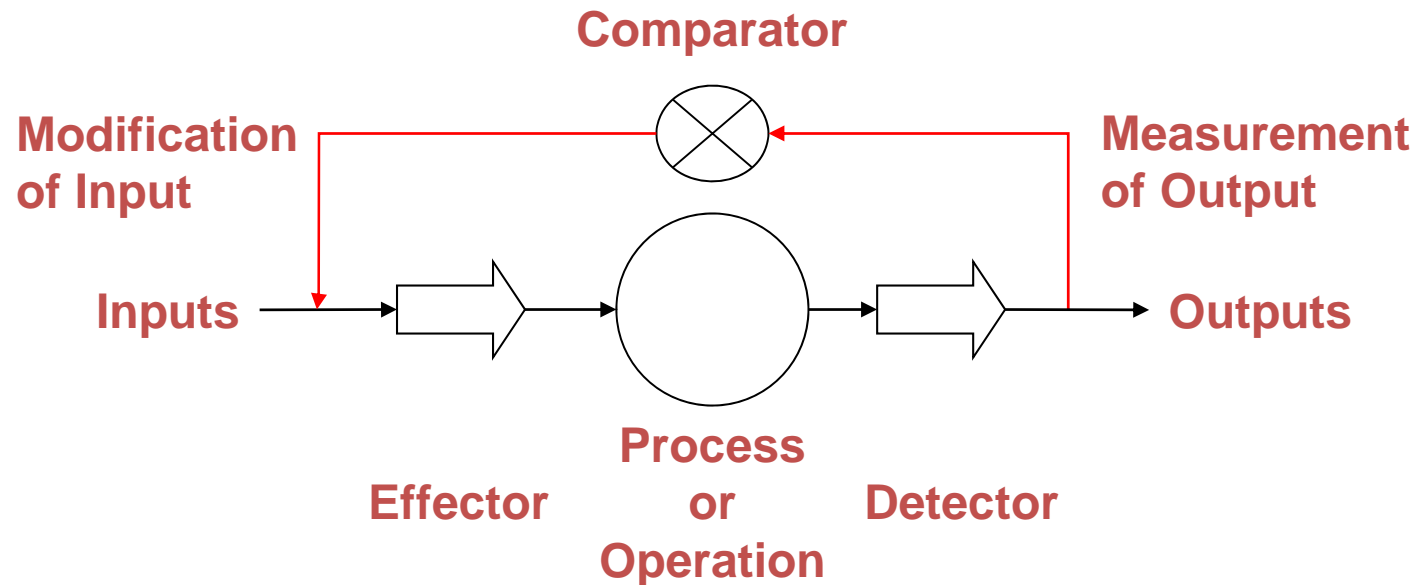 Comparator
Modification
of Input
Measurement
of Output
Inputs
Outputs
Effector
Process
or
Operation
Detector